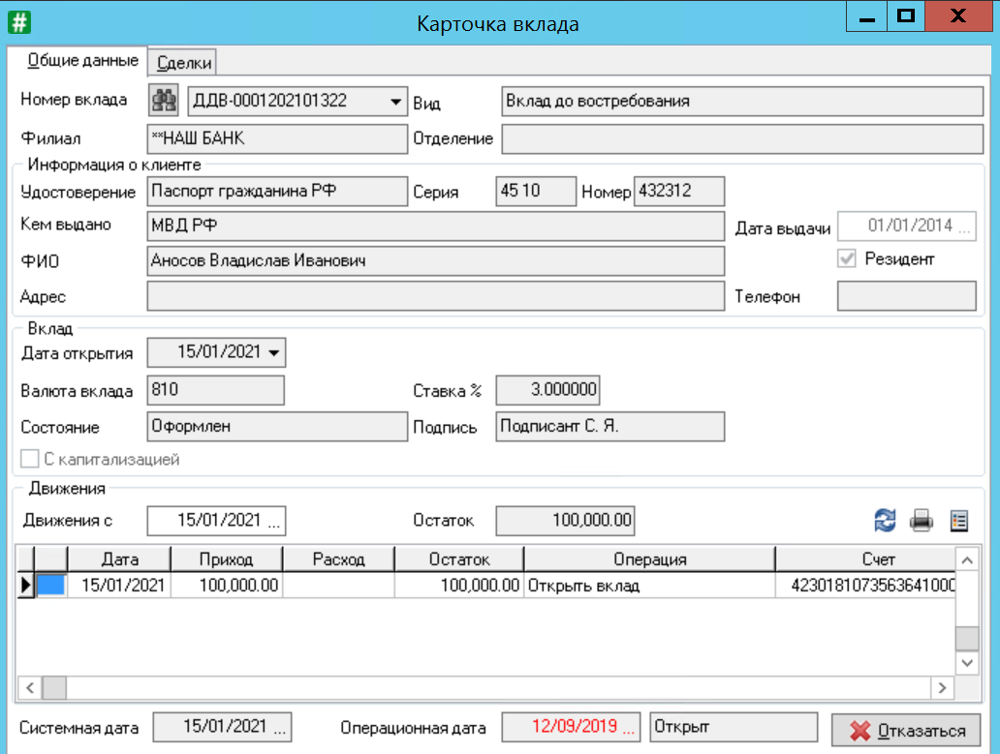 #
Карточка вклада
Общие данные Сделки
Номер вклада ДДВ-0001202101322 Вид Вклад до востребования
Филиал **НАШ БАНК Отделение
Информация о клиенте
Удостоверение Паспорт гражданина РФ Серия 45 10 Номер 432312
Кем выдано МВД РФ Дата выдачи 01/01/2014 ...
ФИО Аносов Владислав Иванович Резидент
Адрес Телефон
Вклад
Дата открытия 15/01/2021
Валюта вклада 810 Ставка % 3.000000
Состояние Оформлен Подпись Подписант С. Я.
С капитализацией
Движения
Движения с 15/01/2021 ... Остаток 100,000.00
Дата Приход Расход Остаток Операция Счет
15/01/2021 100,000.00 100,000.00 Открыть вклад 4230181073563641000
Системная дата 15/01/2021 ... Операционная дата 12/09/2019 ... Открыт Отказаться